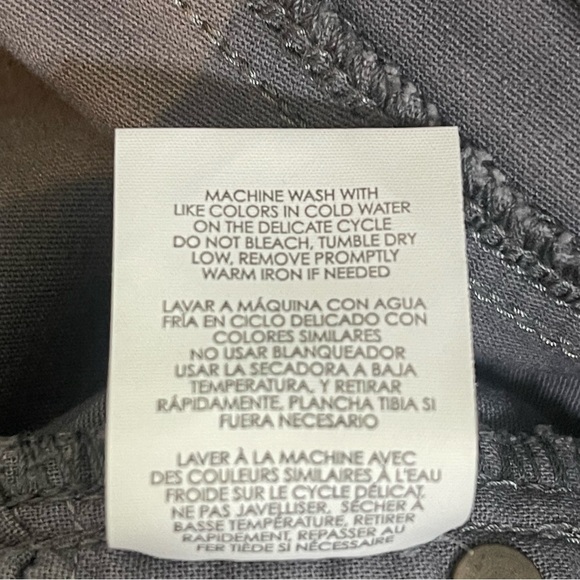 MACHINE WASH WITH
LIKE COLORS IN COLD WATER
ON THE DELICATE CYCLE
DO NOT BLEACH, TUMBLE DRY
LOW, REMOVE PROMPTLY
WARM IRON IF NEEDED
LAVAR A MÁQUINA CON AGUA
FRÍA EN CICLO DELICADO CON
COLORES SIMILARES
NO USAR BLANQUEADOR
USAR LA SECADORA A BAJA
TEMPERATURA, Y RETIRAR
RÁPIDAMENTE, PLANCHA TIBIA SI
FUERA NECESARIO
LAVER À LA MACHINE AVEC
DES COULEURS SIMILAIRES À L'EAU
FROIDE SUR LE CYCLE DÉLICAT,
NE PAS JAVELLISER, SÉCHER À
BASSE TEMPÉRATURE, RETIRER
RAPIDEMENT, REPASSER AU
FER TIÈDE SI NÉCESSAIRE